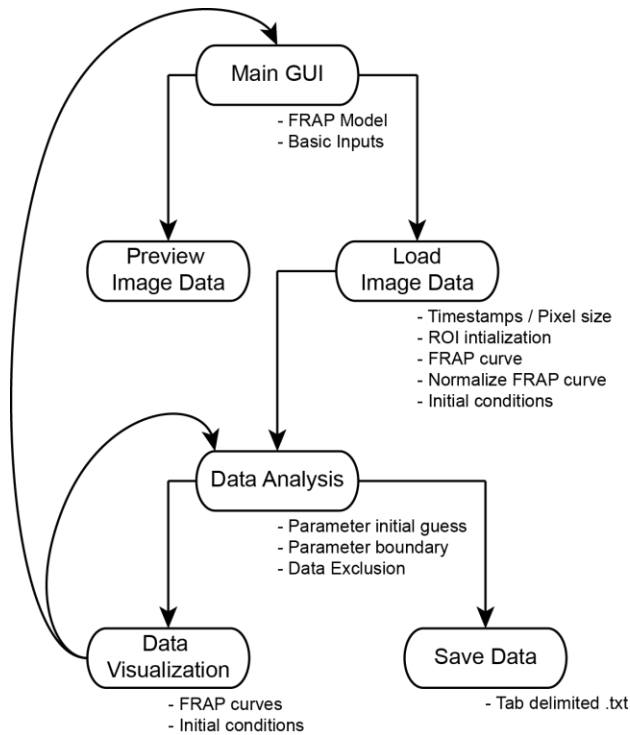 Main GUI
- FRAP Model
- Basic Inputs
Preview
Image Data
Load
Image Data
- Timestamps / Pixel size
- ROI intialization
- FRAP curve
- Normalize FRAP curve
- Initial conditions
Data Analysis
- Parameter initial guess
- Parameter boundary
- Data Exclusion
Data
Visualization
- FRAP curves
- Initial conditions
Save Data
- Tab delimited .txt